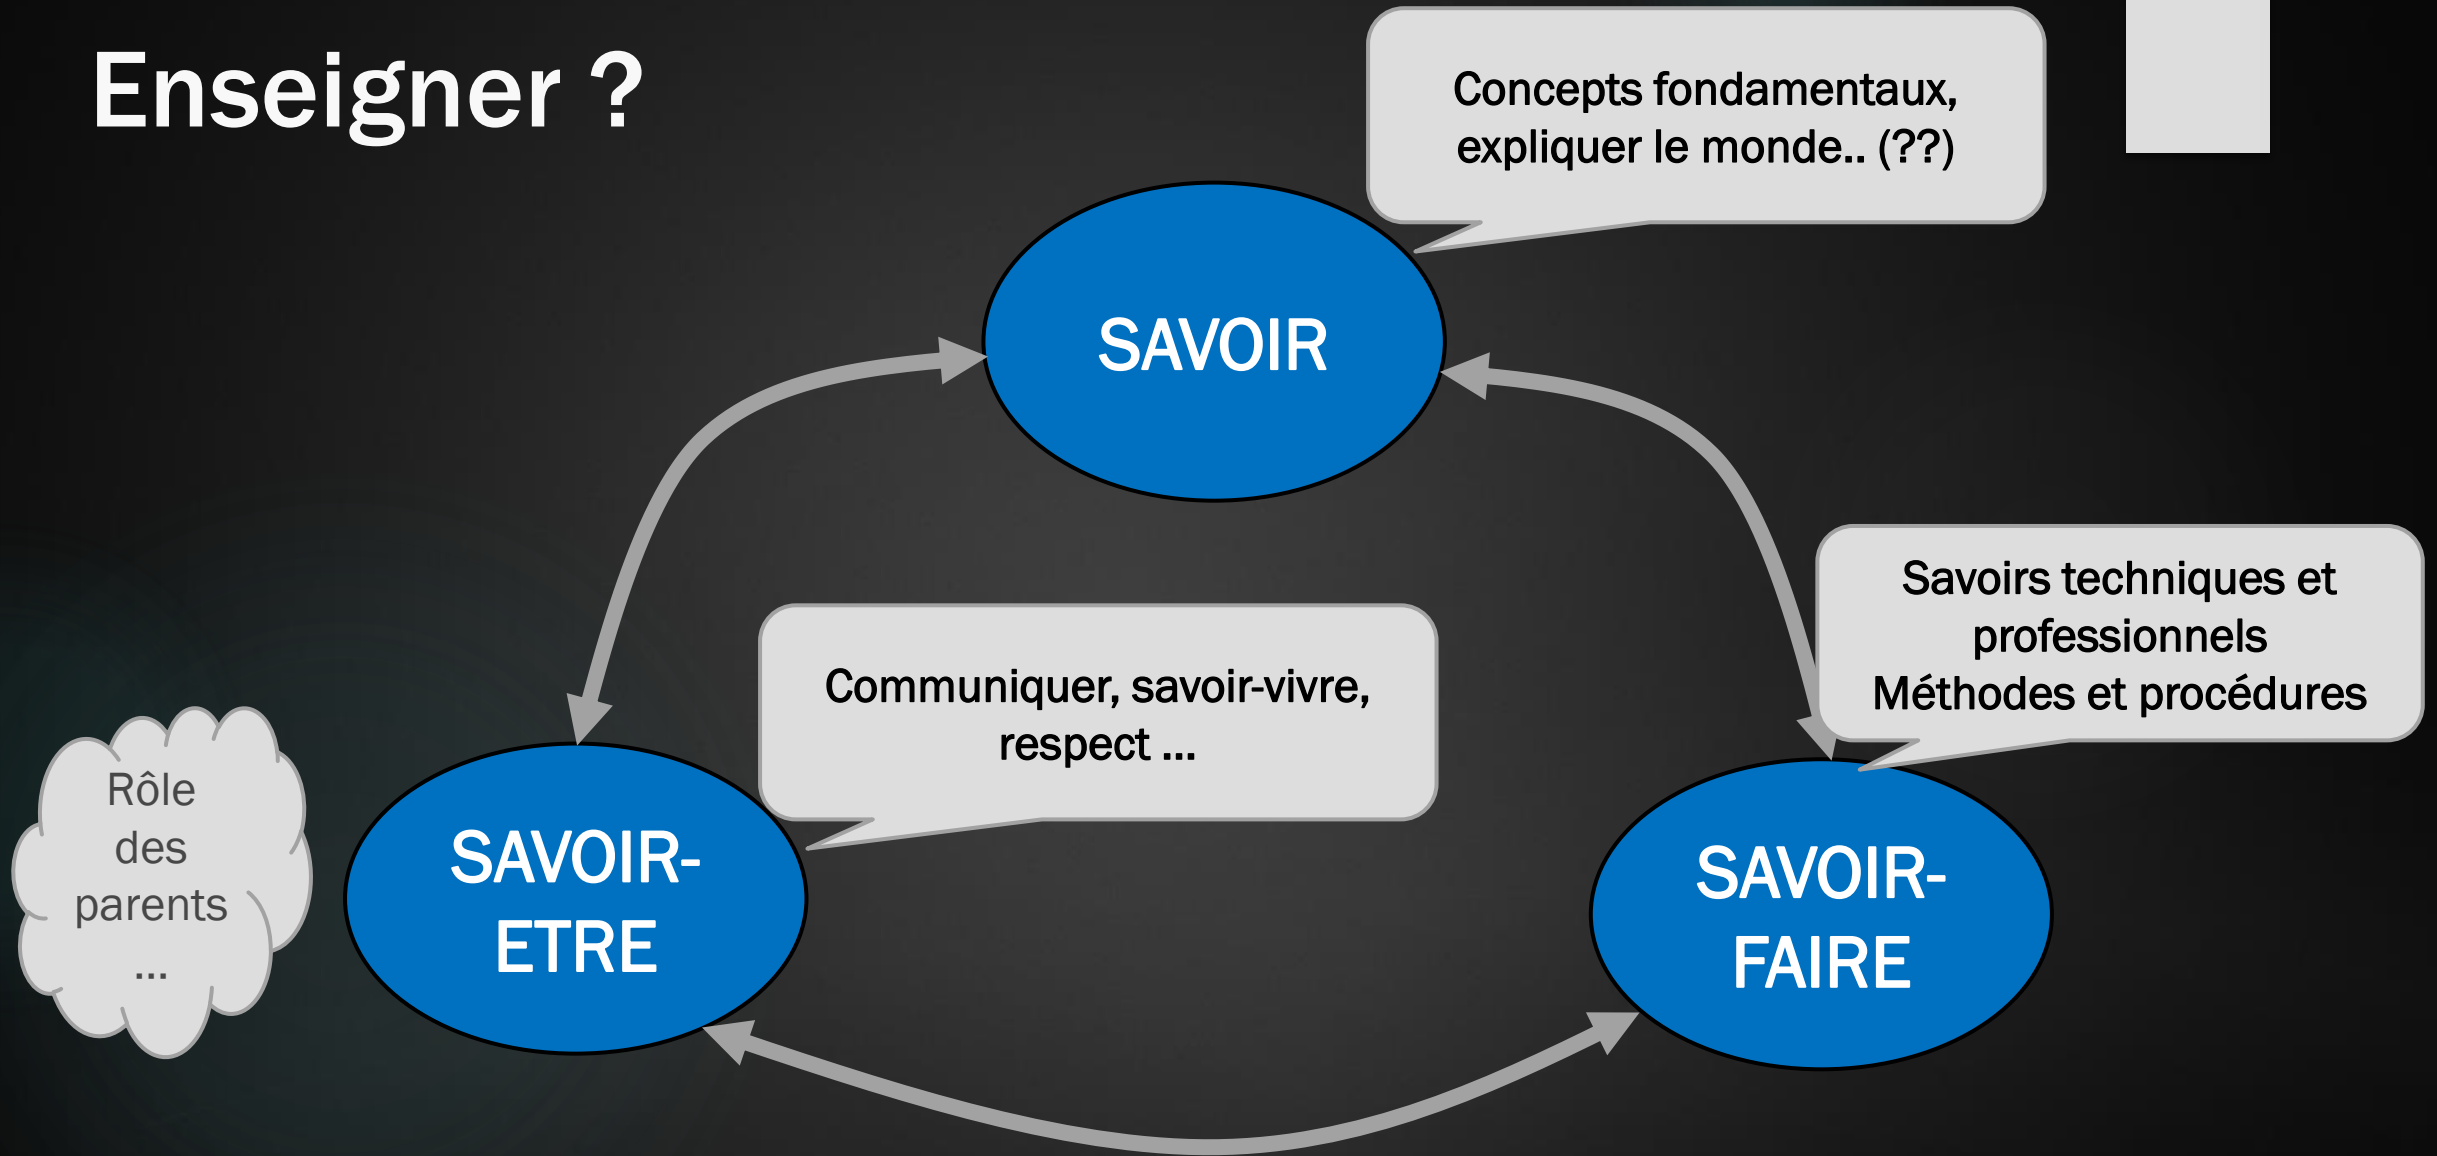 Enseigner ?
Concepts fondamentaux,
expliquer le monde.. (??)
SAVOIR
Savoirs techniques et
professionnels
Méthodes et procédures
Communiquer, savoir-vivre,
respect ...
Rôle
des
parents
...
SAVOIR-
ETRE
SAVOIR-
FAIRE